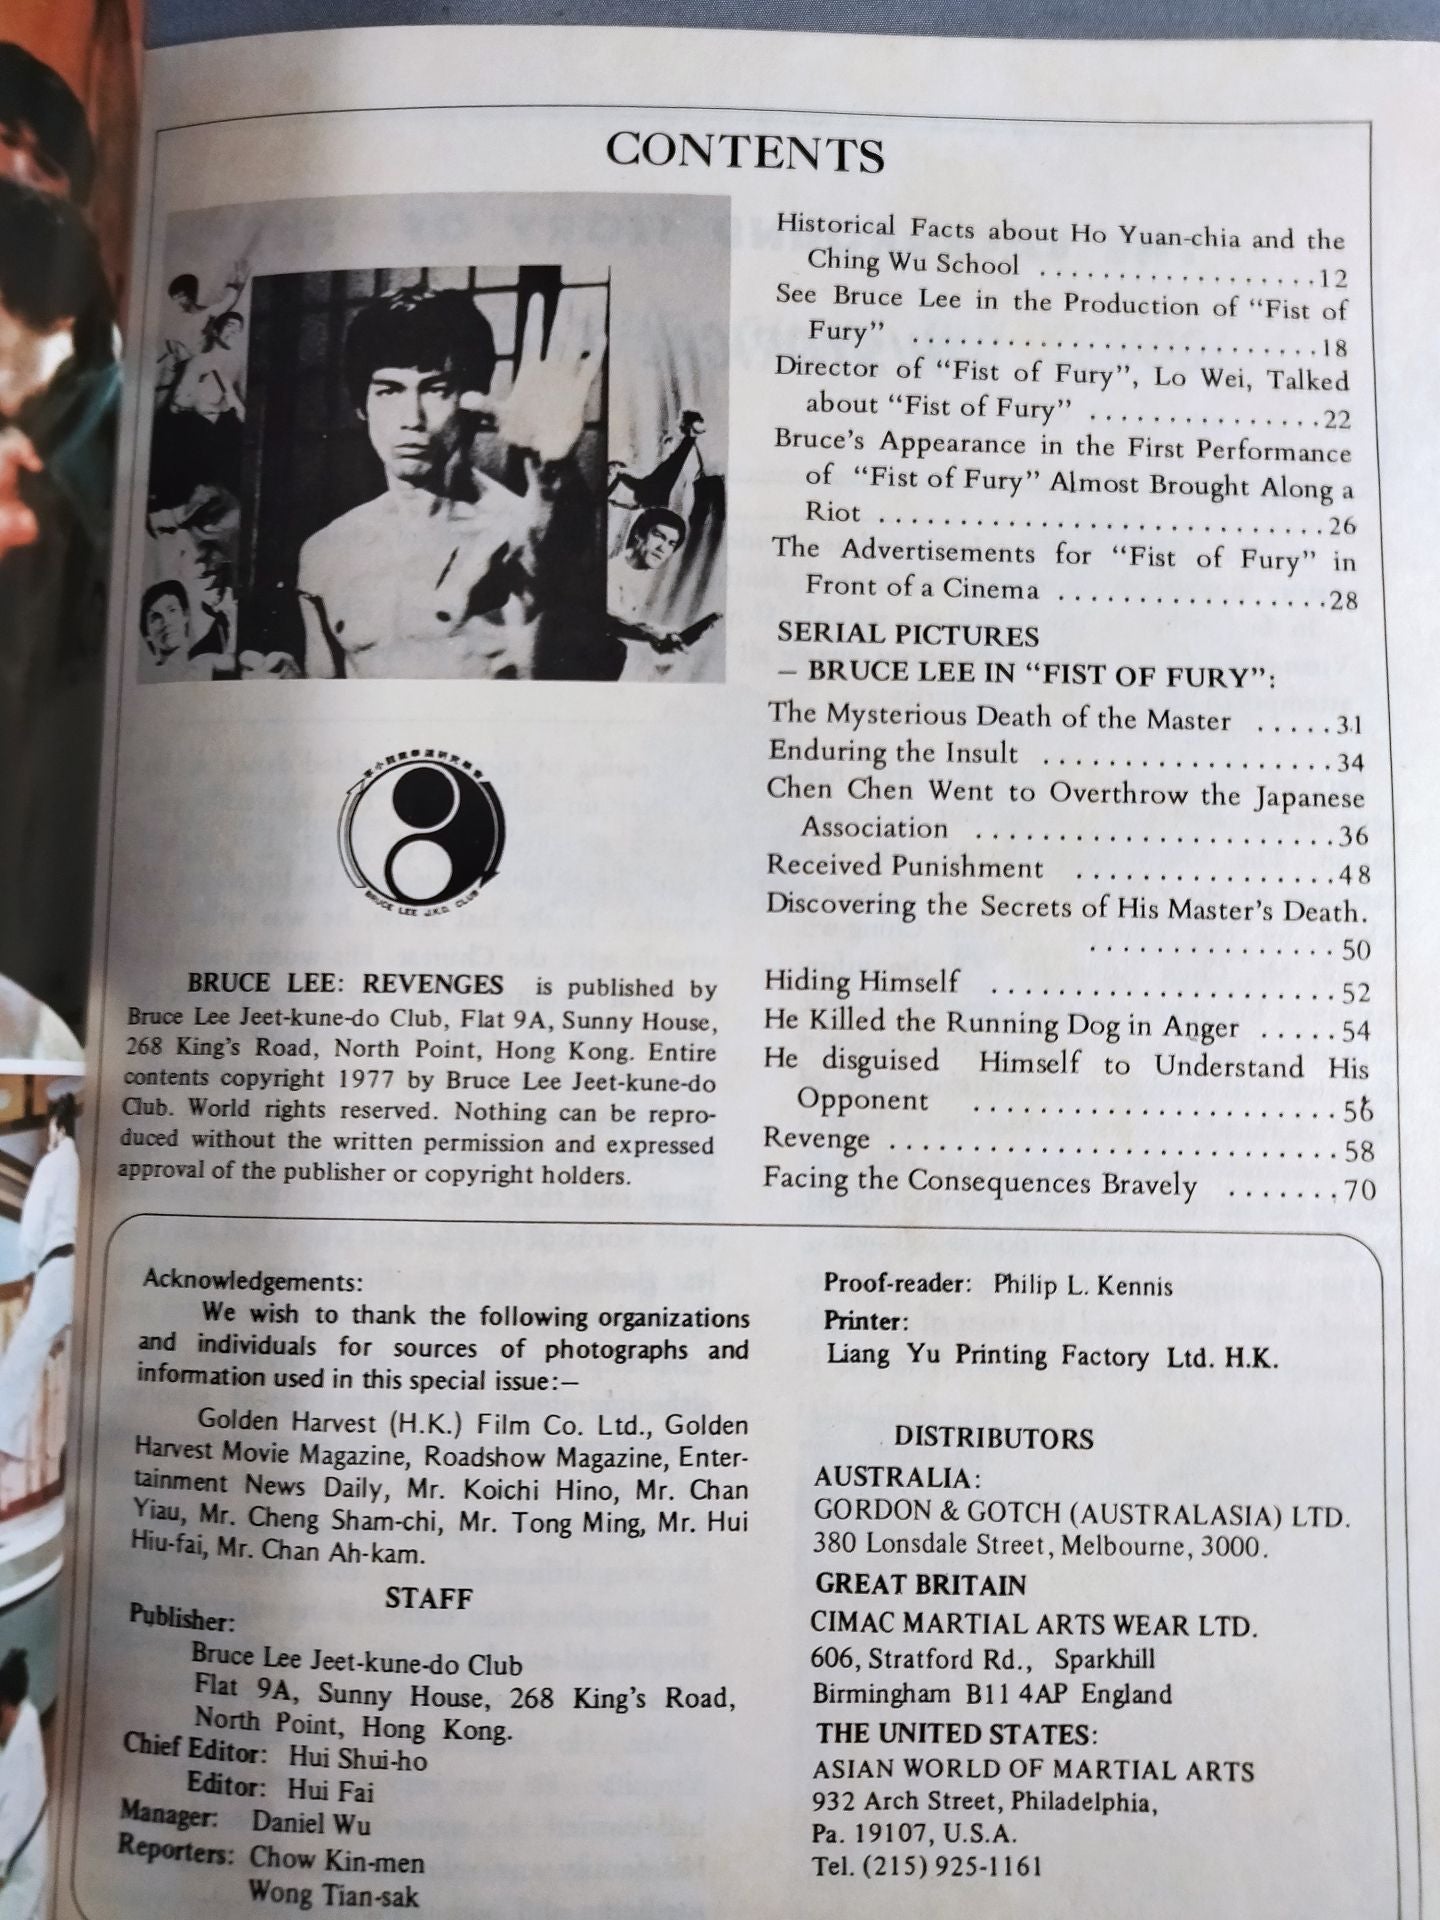 CONTENTS
Historical Facts about Ho Yuan-chia and the
Ching Wu School ..................12
See Bruce Lee in the Production of “Fist of
Fury” ..........................18
Director of “Fist of Fury”, Lo Wei, Talked
about “Fist of Fury” ...............22
Bruce’s Appearance in the First Performance
of “Fist of Fury” Almost Brought Along a
Riot ............................26
The Advertisements for “Fist of Fury” in
Front of a Cinema .................28
SERIAL PICTURES
– BRUCE LEE IN “FIST OF FURY”:
The Mysterious Death of the Master .....31
Enduring the Insult ..................34
Chen Chen Went to Overthrow the Japanese
Association .......................36
Received Punishment ................48
Discovering the Secrets of His Master’s Death.
................50
Hiding Himself ......................52
He Killed the Running Dog in Anger .....54
He disguised Himself to Understand His
Opponent .......................56
Revenge ............................58
Facing the Consequences Bravely .......70
李小龍截拳道研究學會
BRUCE LEE J.K.D. CLUB
BRUCE LEE: REVENGES is published by
Bruce Lee Jeet-kune-do Club, Flat 9A, Sunny House,
268 King’s Road, North Point, Hong Kong. Entire
contents copyright 1977 by Bruce Lee Jeet-kune-do
Club. World rights reserved. Nothing can be repro-
duced without the written permission and expressed
approval of the publisher or copyright holders.
Acknowledgements:
We wish to thank the following organizations
and individuals for sources of photographs and
information used in this special issue:—
Golden Harvest (H.K.) Film Co. Ltd., Golden
Harvest Movie Magazine, Roadshow Magazine, Enter-
tainment News Daily, Mr. Koichi Hino, Mr. Chan
Yiau, Mr. Cheng Sham-chi, Mr. Tong Ming, Mr. Hui
Hiu-fai, Mr. Chan Ah-kam.
STAFF
Publisher:
Bruce Lee Jeet-kune-do Club
Flat 9A, Sunny House, 268 King’s Road,
North Point, Hong Kong.
Chief Editor: Hui Shui-ho
Editor: Hui Fai
Manager: Daniel Wu
Reporters: Chow Kin-men
Wong Tian-sak
Proof-reader: Philip L. Kennis
Printer:
Liang Yu Printing Factory Ltd. H.K.
DISTRIBUTORS
AUSTRALIA:
GORDON & GOTCH (AUSTRALASIA) LTD.
380 Lonsdale Street, Melbourne, 3000.
GREAT BRITAIN
CIMAC MARTIAL ARTS WEAR LTD.
606, Stratford Rd., Sparkhill
Birmingham B11 4AP England
THE UNITED STATES:
ASIAN WORLD OF MARTIAL ARTS
932 Arch Street, Philadelphia,
Pa. 19107, U.S.A.
Tel. (215) 925-1161